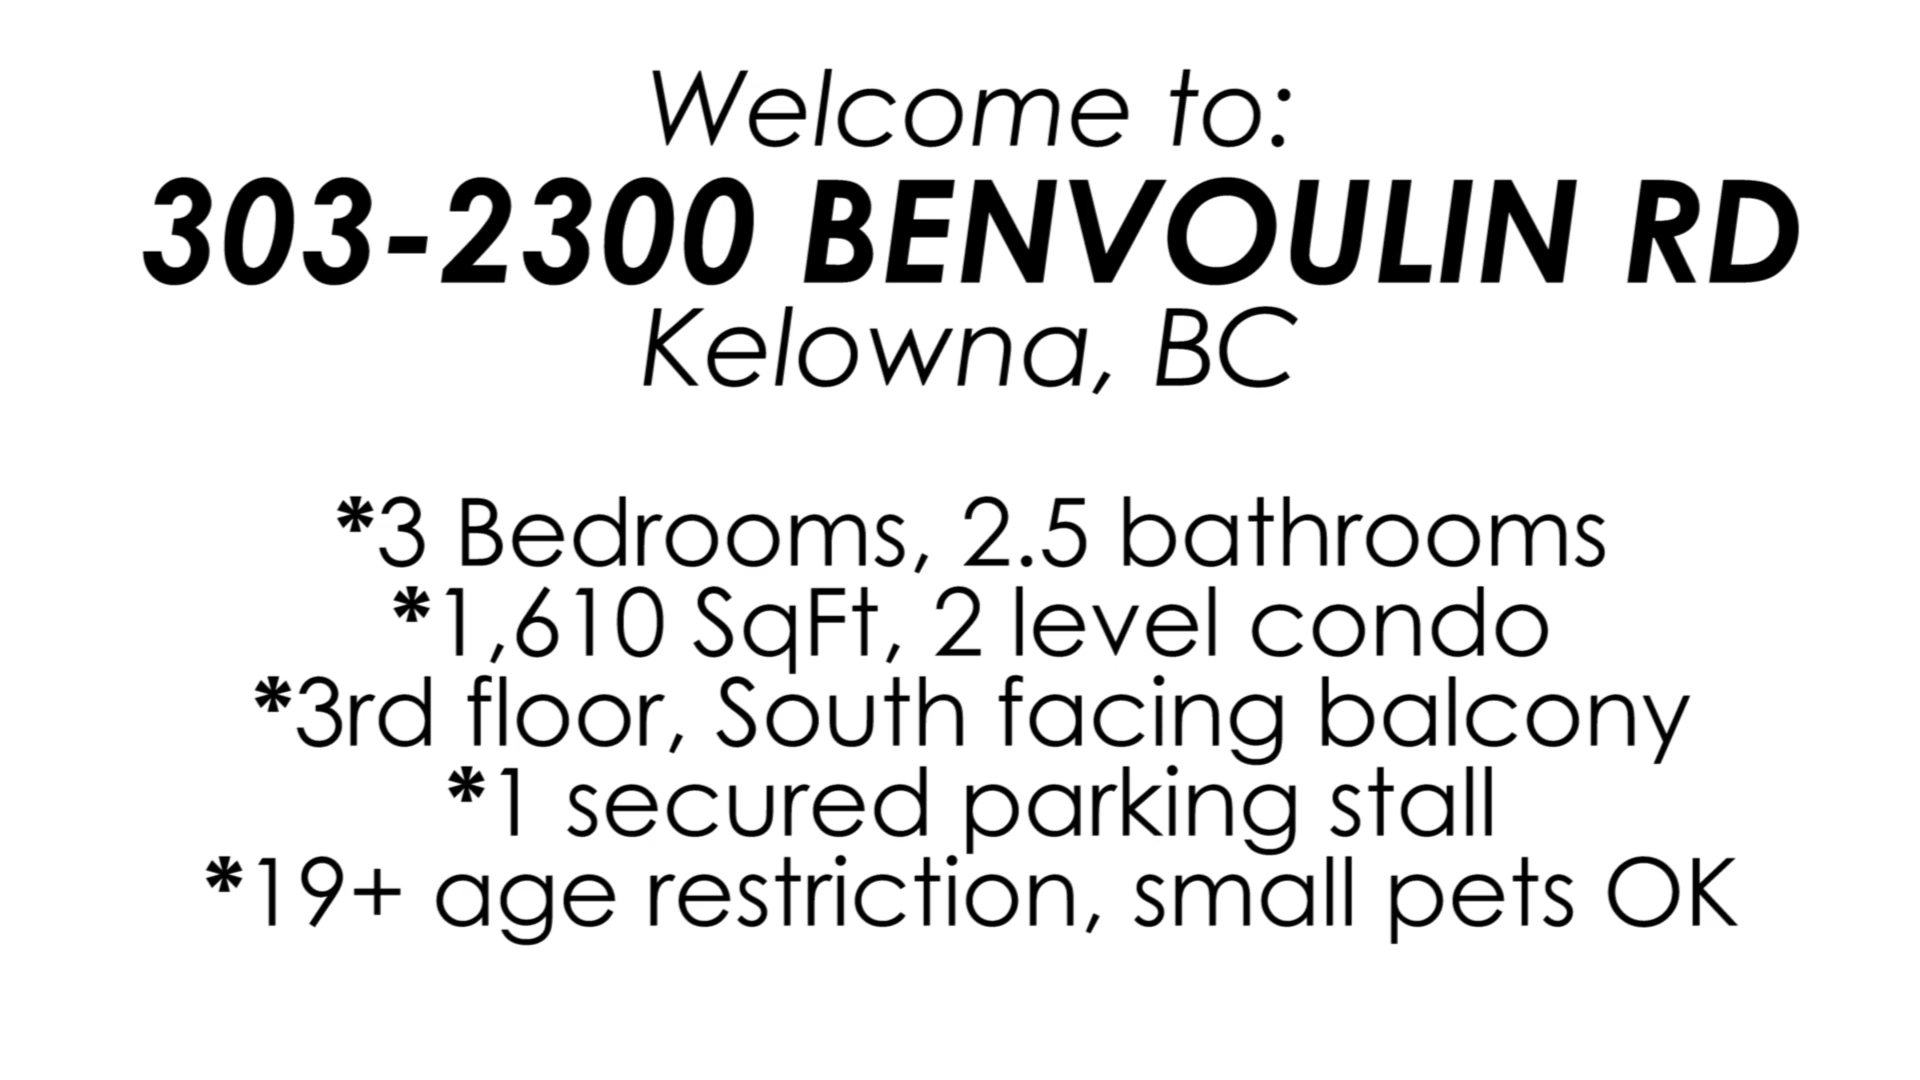 Welcome to:
303-2300 BENVOULIN RD
Kelowna, BC
*3 Bedrooms, 2.5 bathrooms
*1,610 SqFt, 2 level condo
*3rd floor, South facing balcony
*1 secured parking stall
*19+ age restriction, small pets OK